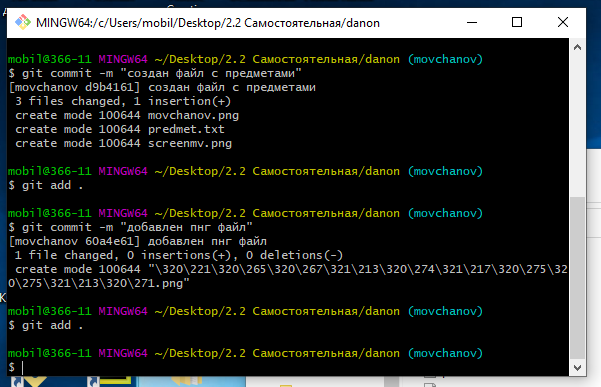 MINGW64:/c/Users/mobil/Desktop/2.2 Самостоятельная/danon
mobil@366-11 MINGW64 ~/Desktop/2.2 Самостоятельная/danon (movchanov)
$ git commit -m "создан файл с предметами"
[movchanov d9b4161] создан файл с предметами
 3 files changed, 1 insertion(+)
 create mode 100644 movchanov.png
 create mode 100644 predmet.txt
 create mode 100644 screenmv.png
mobil@366-11 MINGW64 ~/Desktop/2.2 Самостоятельная/danon (movchanov)
$ git add .
mobil@366-11 MINGW64 ~/Desktop/2.2 Самостоятельная/danon (movchanov)
$ git commit -m "добавлен пнг файл"
[movchanov 60a4e61] добавлен пнг файл
 1 file changed, 0 insertions(+), 0 deletions(-)
 create mode 100644 "\320\221\320\265\320\267\321\213\320\274\321\217\320\275\32
0\275\321\213\320\271.png"
mobil@366-11 MINGW64 ~/Desktop/2.2 Самостоятельная/danon (movchanov)
$ git add .
mobil@366-11 MINGW64 ~/Desktop/2.2 Самостоятельная/danon (movchanov)
$